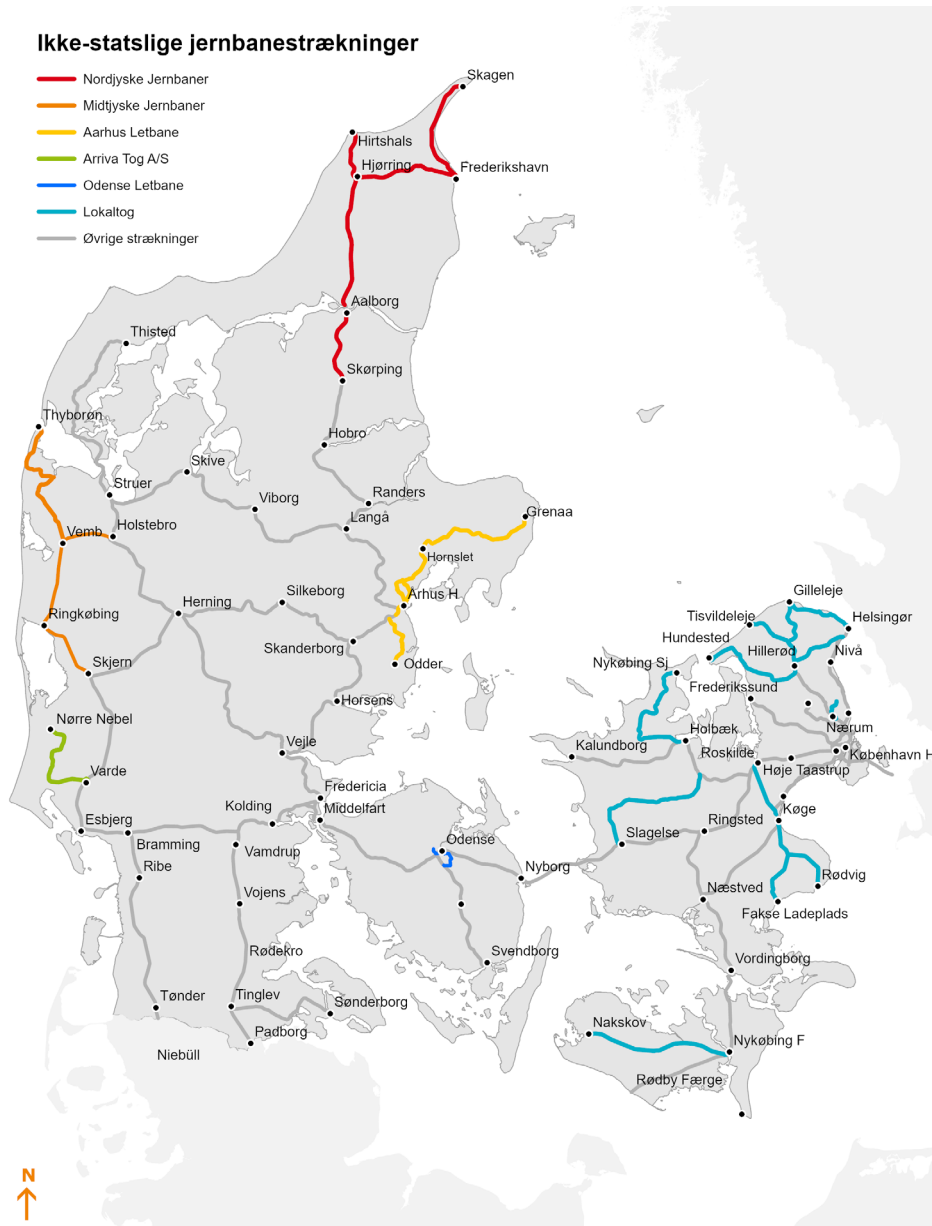 Ikke-statslige jernbanestrækninger
Nordjyske Jernbaner
Midtjyske Jernbaner
Aarhus Letbane
Arriva Tog A/S
Odense Letbane
Lokaltog
Øvrige strækninger
Skagen
Hirtshals
Hjørring
Frederikshavn
Aalborg
Thisted
Skørping
Thyborøn
Hobro
Skive
Struer
Viborg
Randers
Langå
Grenaa
Vemb
Holstebro
Hornslet
Silkeborg
Århus H
Herning
Ringkøbing
Skanderborg
Skjern
Odder
Horsens
Nørre Nebel
Vejle
Varde
Fredericia
Middelfart
Kolding
Esbjerg
Bramming
Vamdrup
Ribe
Vojens
Rødekro
Tønder
Tinglev
Sønderborg
Padborg
Niebüll
Odense
Nyborg
Svendborg
Gilleleje
Tisvildeleje
Helsingør
Hundested
Hillerød
Nivå
Nykøbing Sj
Frederikssund
Nærum
Holbæk
Kalundborg
Roskilde
København H
Høje Taastrup
Køge
Ringsted
Slagelse
Rødvig
Næstved
Fakse Ladeplads
Vordingborg
Nakskov
Nykøbing F
Rødby Færge
N